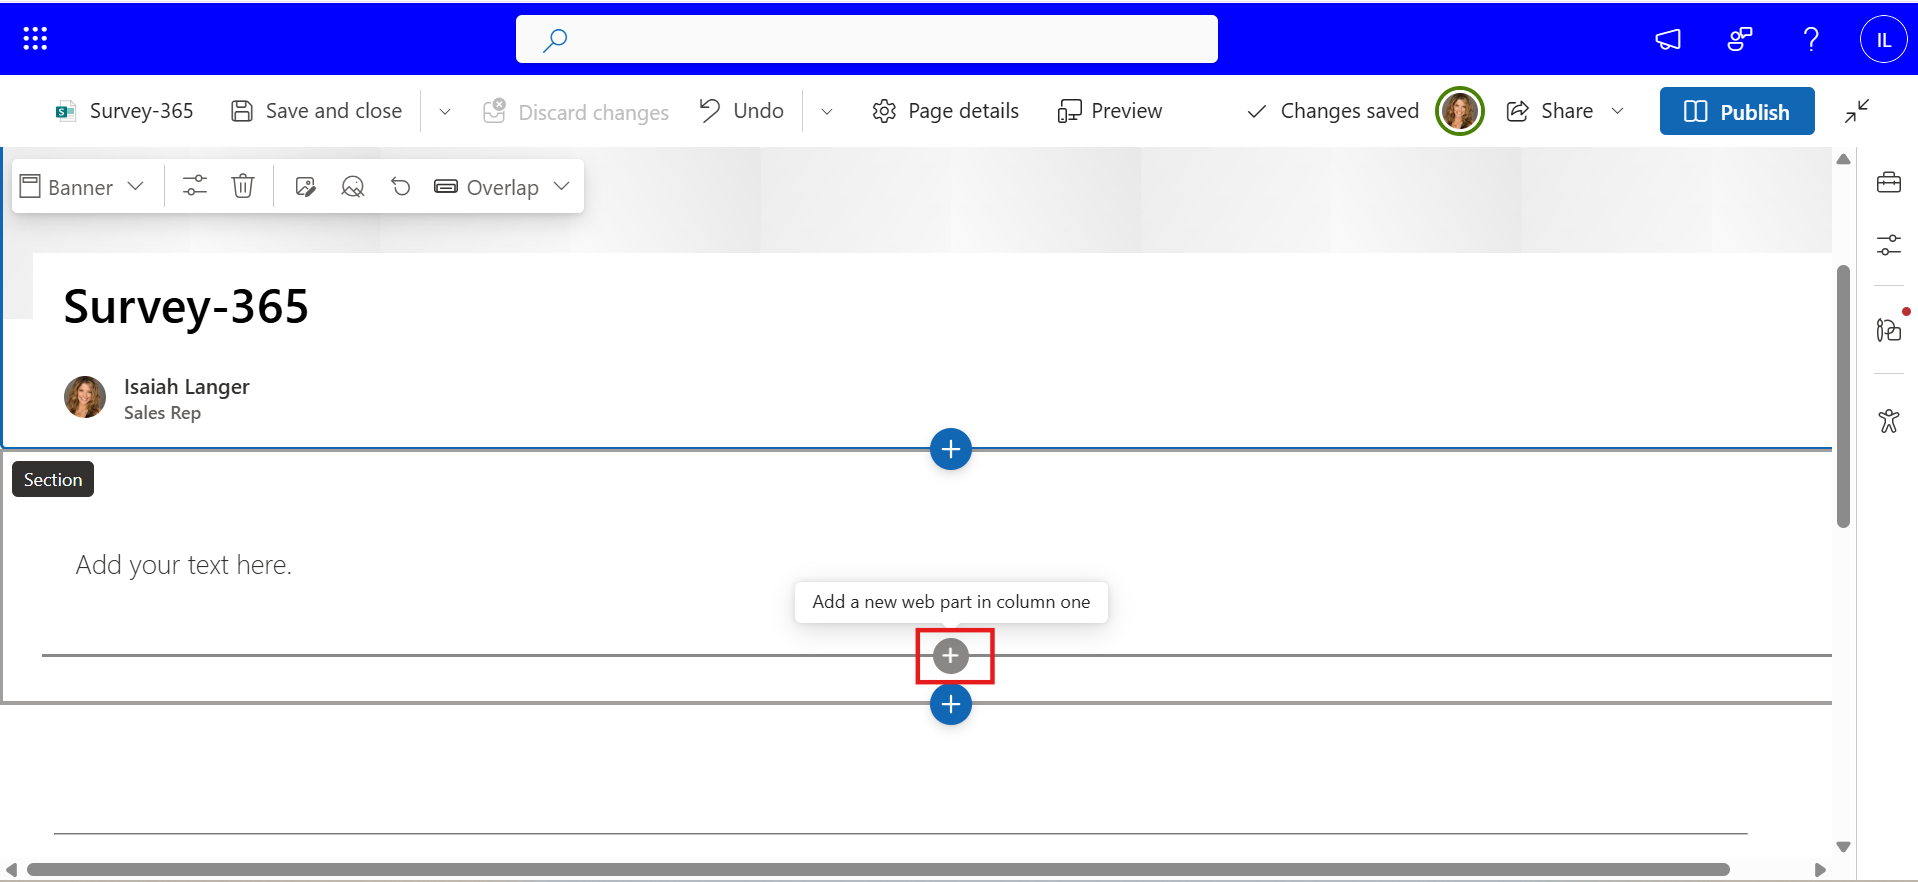 IL
Survey-365 Save and close Discard changes Undo Page details Preview Changes saved Share Publish
Banner Overlap
Survey-365
Isaiah Langer
Sales Rep
Section
Add your text here.
Add a new web part in column one